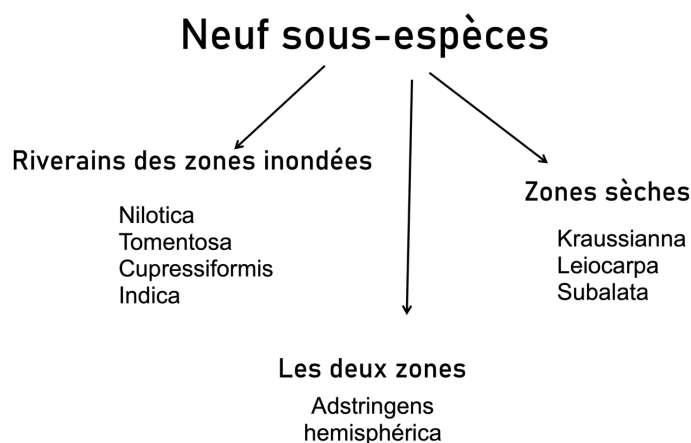 Neuf sous-espèces
Riverains des zones inondées
Nilotica
Tomentosa
Cupressiformis
Indica
Zones sèches
Kraussianna
Leiocarpa
Subalata
Les deux zones
Adstringens
hemisphérica